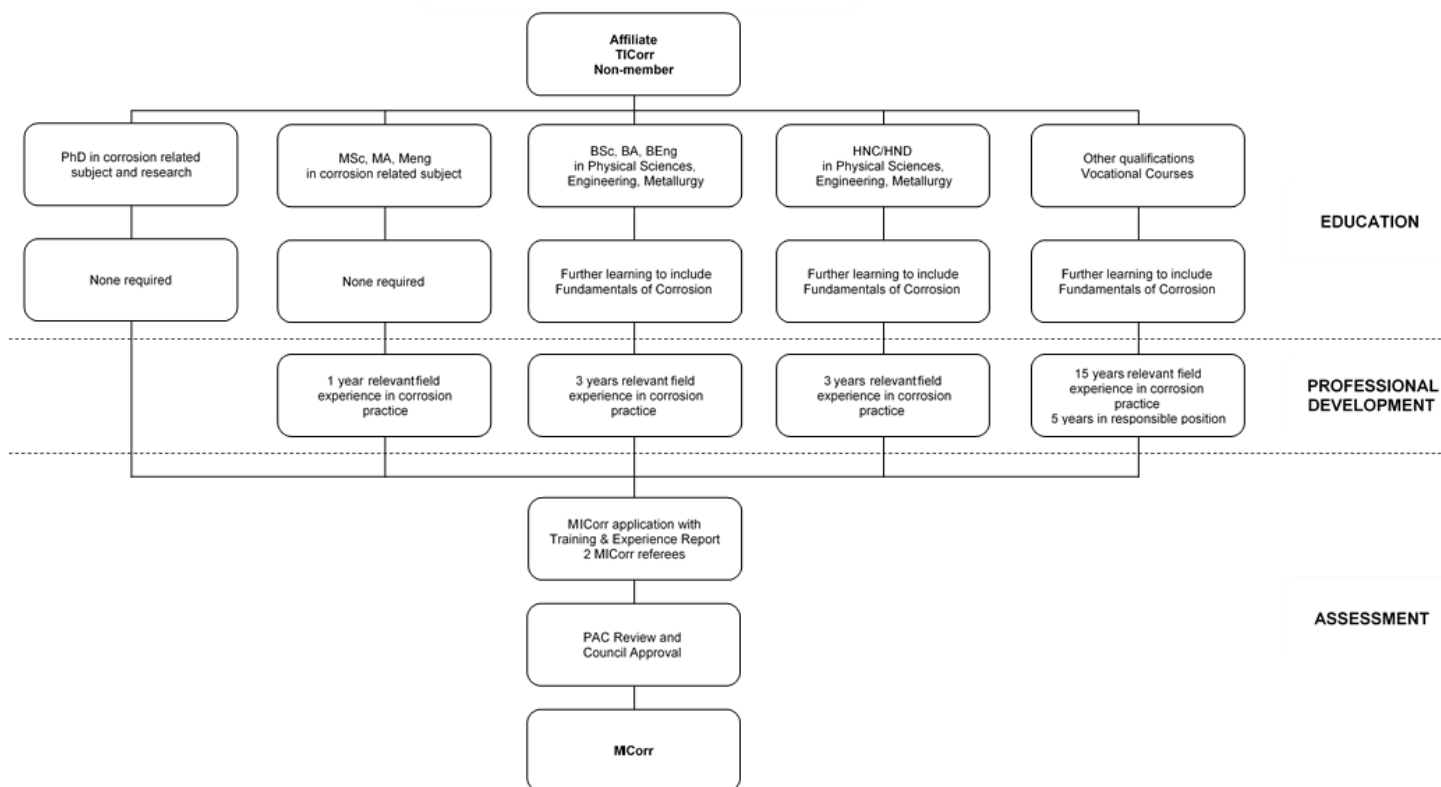 Affiliate
TICorr
Non-member
PhD in corrosion related
subject and research
MSc, MA, Meng
in corrosion related subject
BSc, BA, BEng
in Physical Sciences,
Engineering, Metallurgy
HNC/HND
in Physical Sciences,
Engineering, Metallurgy
Other qualifications
Vocational Courses
EDUCATION
None required
None required
Further learning to include
Fundamentals of Corrosion
Further learning to include
Fundamentals of Corrosion
Further learning to include
Fundamentals of Corrosion
1 year relevant field
experience in corrosion
practice
3 years relevant field
experience in corrosion
practice
3 years relevant field
experience in corrosion
practice
15 years relevant field
experience in corrosion
practice
5 years in responsible position
PROFESSIONAL
DEVELOPMENT
MICorr application with
Training & Experience Report
2 MICorr referees
PAC Review and
Council Approval
ASSESSMENT
MICorr